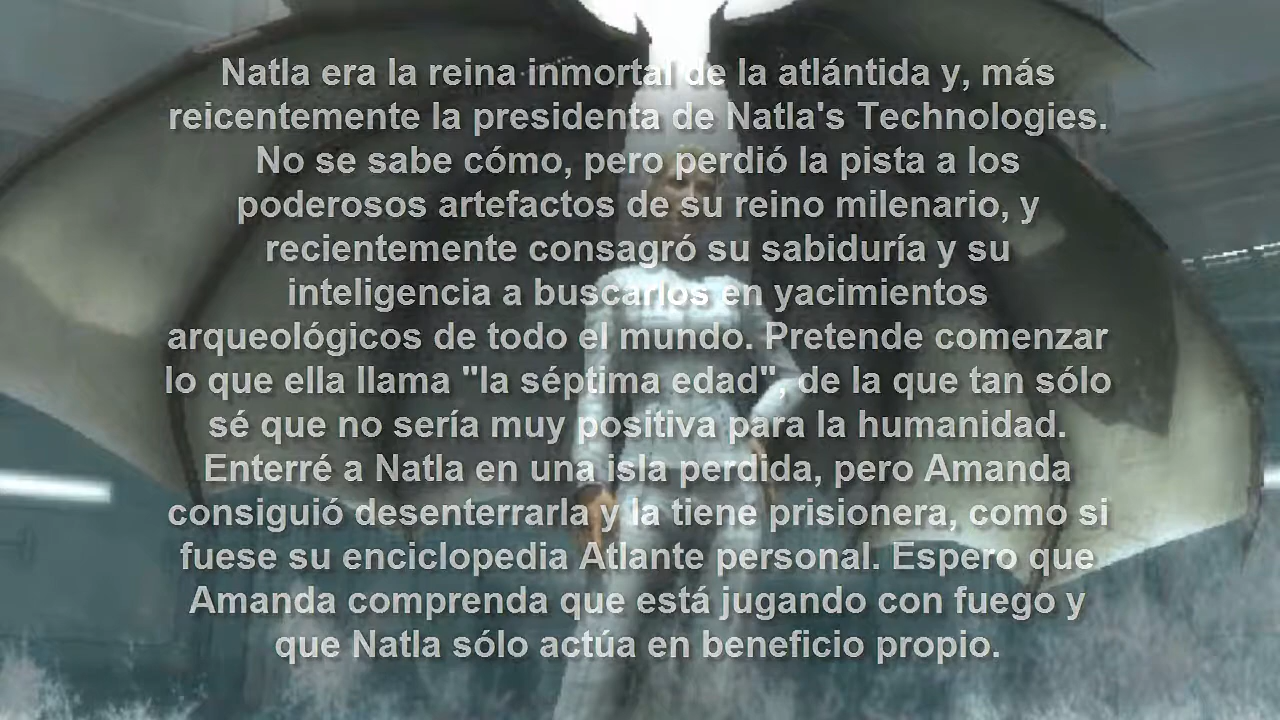 Natla era la reina inmortal de la atlántida y, más
reicentemente la presidenta de Natla's Technologies.
No se sabe cómo, pero perdió la pista a los
poderosos artefactos de su reino milenario, y
recientemente consagró su sabiduría y su
inteligencia a buscarlos en yacimientos
arqueológicos de todo el mundo. Pretende comenzar
lo que ella llama "la séptima edad", de la que tan sólo
sé que no sería muy positiva para la humanidad.
Enterré a Natla en una isla perdida, pero Amanda
consiguió desenterrarla y la tiene prisionera, como si
fuese su enciclopedia Atlante personal. Espero que
Amanda comprenda que está jugando con fuego y
que Natla sólo actúa en beneficio propio.